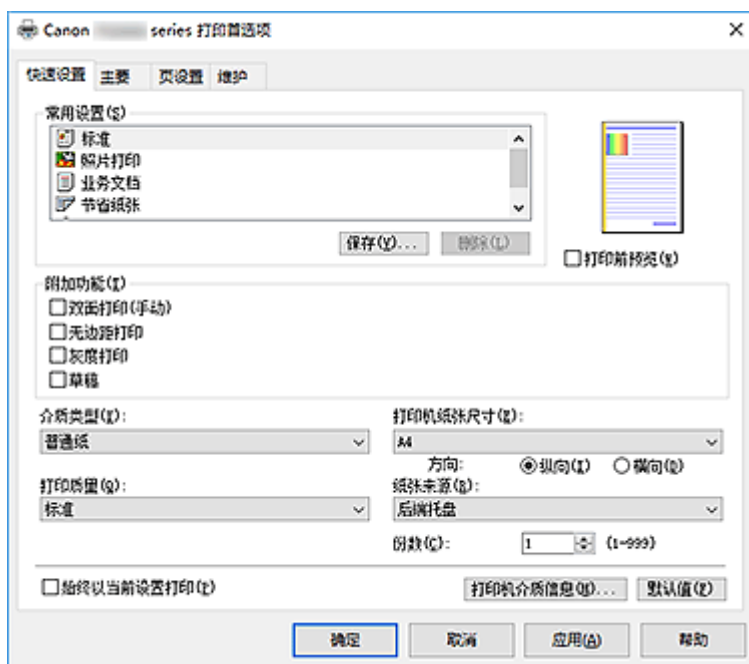 Canon series 打印首选项
快速设置 主要 页设置 维护
常用设置(S)
标准
照片打印
业务文档
节省纸张
保存(V)... 删除(L)
打印前预览(W)
附加功能(I)
双面打印(手动)
无边距打印
灰度打印
草稿
介质类型(X): 打印机纸张尺寸(Z):
普通纸 A4
方向: 纵向(I) 横向(D)
打印质量(Q): 纸张来源(B):
标准 后端托盘
份数(C): 1 (1-999)
始终以当前设置打印(P) 打印机介质信息 默认值(F)
确定 取消 应用(A) 帮助